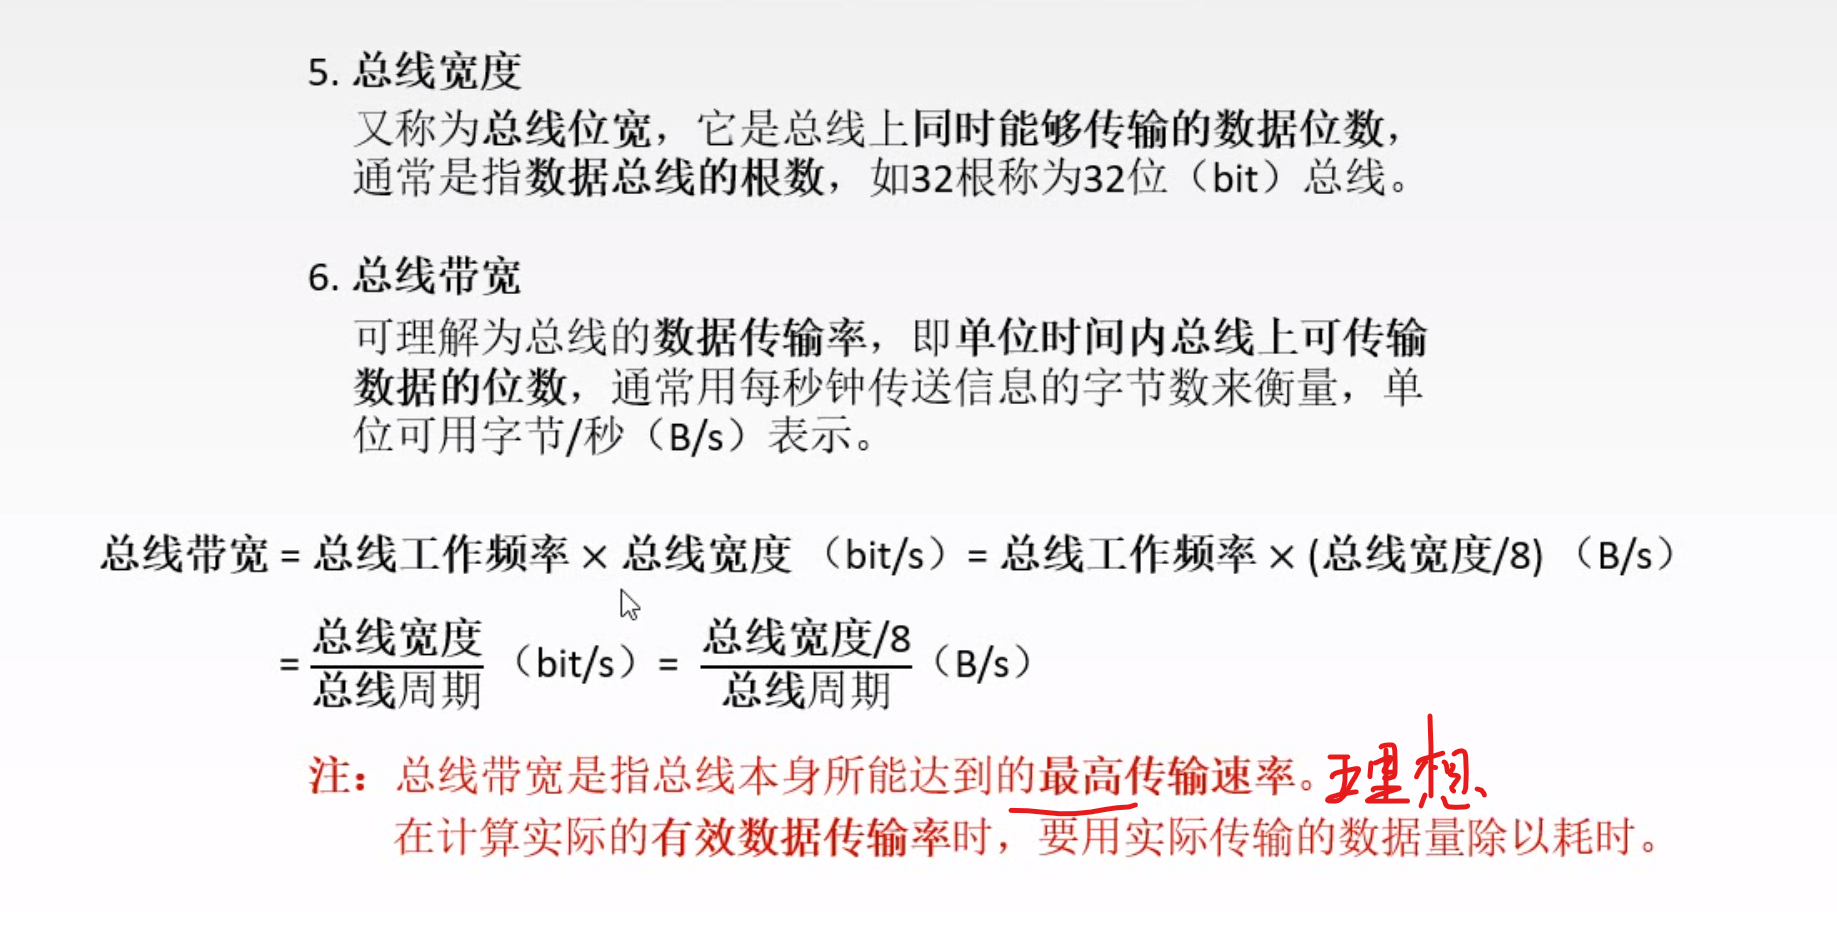 5. 总线宽度
又称为总线位宽，它是总线上同时能够传输的数据位数，
通常是指数据总线的根数，如32根称为32位（bit）总线。
6. 总线带宽
可理解为总线的数据传输率，即单位时间内总线上可传输
数据的位数，通常用每秒钟传送信息的字节数来衡量，单
位可用字节/秒（B/s）表示。
总线带宽 = 总线工作频率 × 总线宽度 （bit/s）= 总线工作频率 × (总线宽度/8) （B/s）
= 总线宽度/总线周期 （bit/s）= 总线宽度/8/总线周期 （B/s）
注：总线带宽是指总线本身所能达到的最高传输速率。理想
在计算实际的有效数据传输率时，要用实际传输的数据量除以耗时。